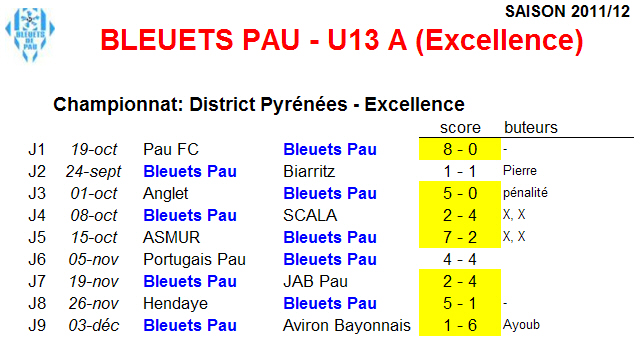 SAISON 2011/12
BLEUETS PAU - U13 A (Excellence)
BLEUETS DE PAU
Championnat: District Pyrénées - Excellence
score buteurs
J1 19-oct Pau FC Bleuets Pau 8 - 0 -
J2 24-sept Bleuets Pau Biarritz 1 - 1 Pierre
J3 01-oct Anglet Bleuets Pau 5 - 0 pénalité
J4 08-oct Bleuets Pau SCALA 2 - 4 X, X
J5 15-oct ASMUR Bleuets Pau 7 - 2 X, X
J6 05-nov Portugais Pau Bleuets Pau 4 - 4
J7 19-nov Bleuets Pau JAB Pau 2 - 4
J8 26-nov Hendaye Bleuets Pau 5 - 1 -
J9 03-déc Bleuets Pau Aviron Bayonnais 1 - 6 Ayoub